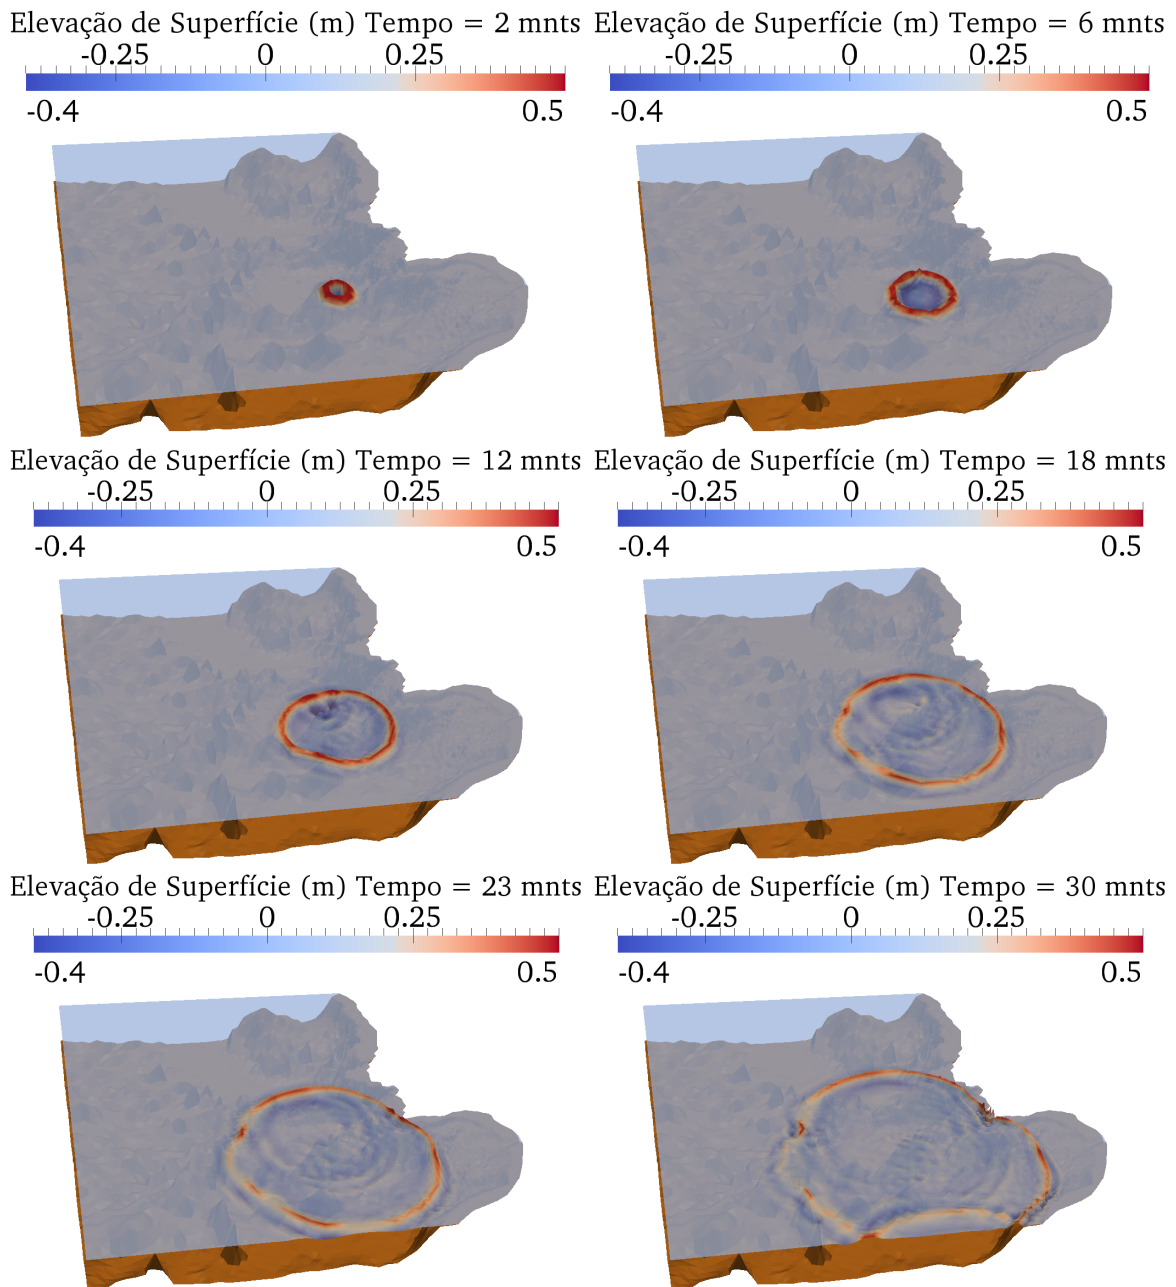 Elevação de Superfície (m) Tempo = 2 mnts
-0.25 0 0.25
-0.4 0.5
Elevação de Superfície (m) Tempo = 6 mnts
-0.25 0 0.25
-0.4 0.5
Elevação de Superfície (m) Tempo = 12 mnts
-0.25 0 0.25
-0.4 0.5
Elevação de Superfície (m) Tempo = 18 mnts
-0.25 0 0.25
-0.4 0.5
Elevação de Superfície (m) Tempo = 23 mnts
-0.25 0 0.25
-0.4 0.5
Elevação de Superfície (m) Tempo = 30 mnts
-0.25 0 0.25
-0.4 0.5